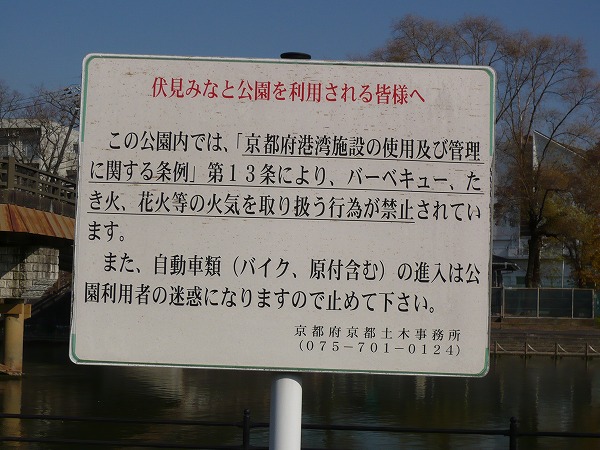 伏見みなと公園を利用される皆様へ
この公園内では、「京都府港湾施設の使用及び管理
に関する条例」第13条により、バーベキュー、た
き火、花火等の火気を取り扱う行為が禁止されてい
ます。
また、自動車類（バイク、原付含む）の進入は公
園利用者の迷惑になりますので止めて下さい。
京都府京都土木事務所
（075－701－0124）